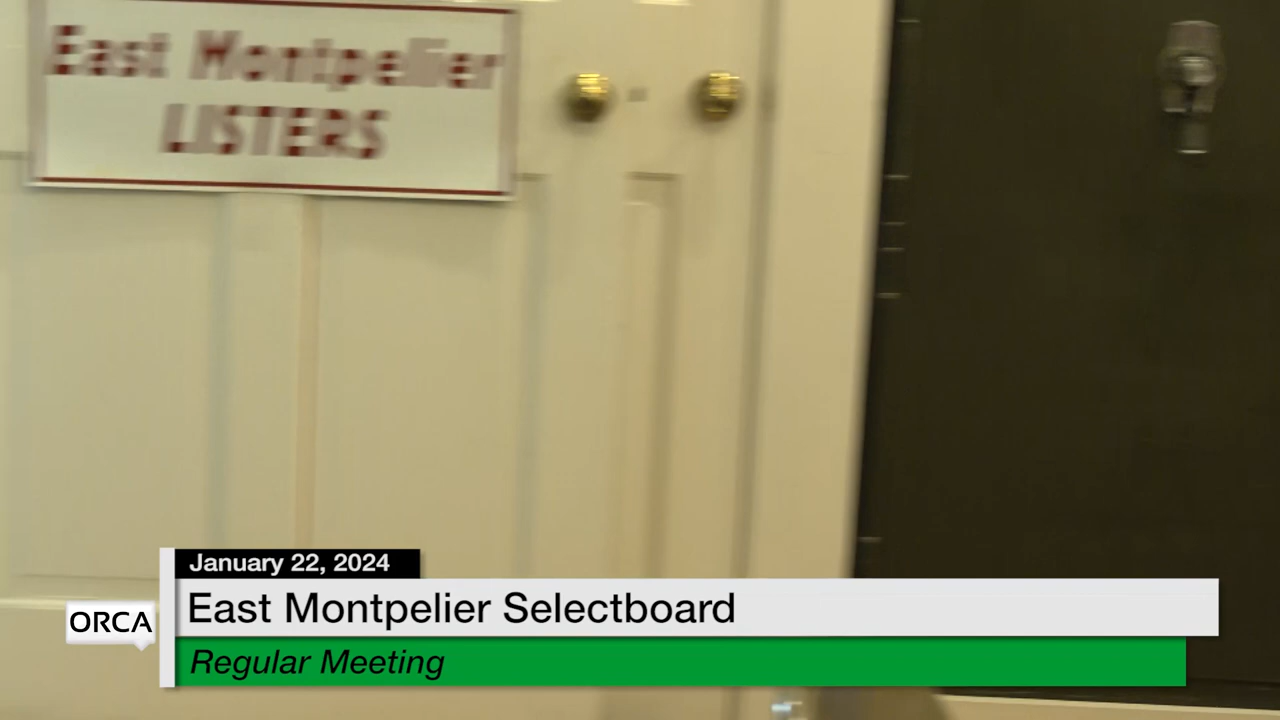 East Montpelier
LISTERS
January 22, 2024
East Montpelier Selectboard
ORCA
Regular Meeting